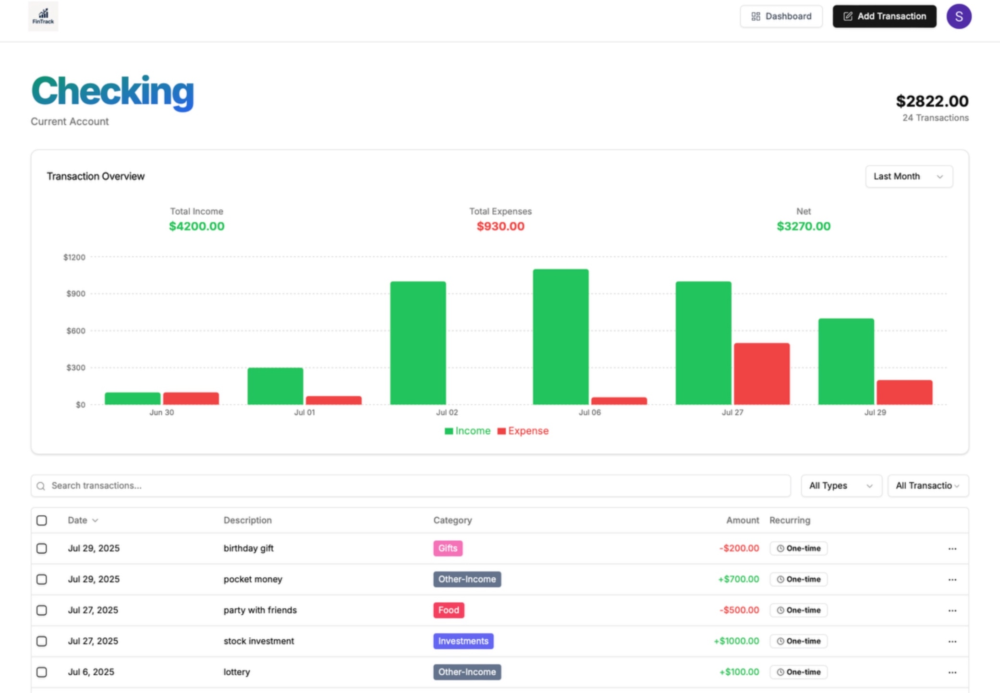 FinTrack
Dashboard
Add Transaction
S
Checking
Current Account
$2822.00
24 Transactions
Transaction Overview
Last Month
Total Income
$4200.00
Total Expenses
$930.00
Net
$3270.00
$1200
$900
$600
$300
$0
Jun 30 Jul 01 Jul 02 Jul 06 Jul 27 Jul 29
Income Expense
Search transactions...
All Types
All Transactio
Date Description Category Amount Recurring
Jul 29, 2025 birthday gift Gifts -$200.00 One-time ...
Jul 29, 2025 pocket money Other-Income +$700.00 One-time ...
Jul 27, 2025 party with friends Food -$500.00 One-time ...
Jul 27, 2025 stock investment Investments +$1000.00 One-time ...
Jul 6, 2025 lottery Other-Income +$100.00 One-time ...